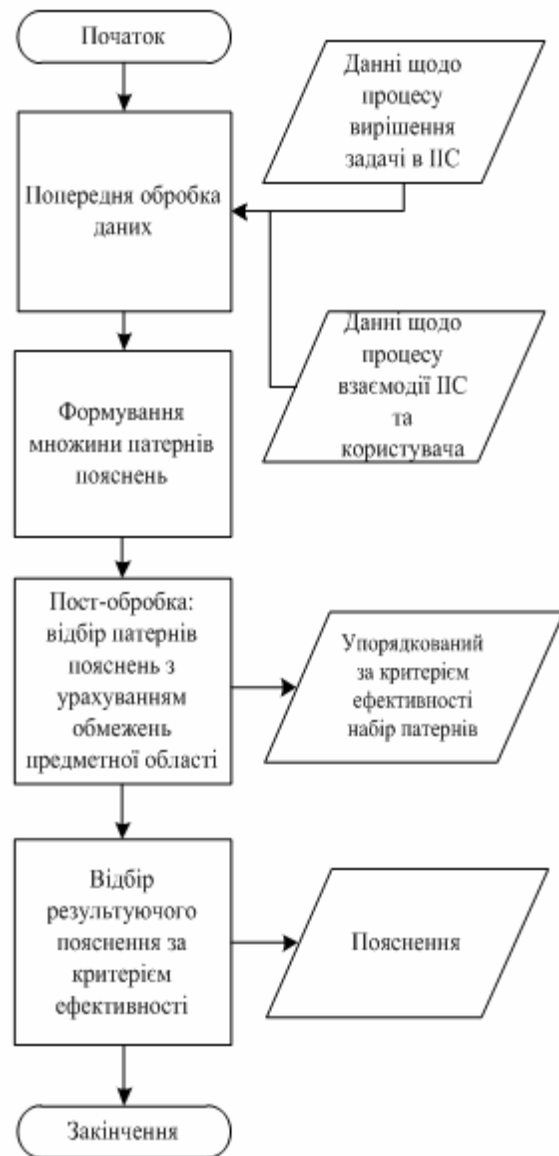 Початок
Данні щодо
процесу
вирішення
задачі в ІІС
Попередня обробка
даних
Данні щодо
процесу
взаємодії ІІС
та
користувача
Формування
множини патернів
пояснень
Пост-обробка:
відбір патернів
пояснень з
урахуванням
обмежень
предметної області
Упорядкований
за критерієм
ефективності
набір патернів
Відбір
результуючого
пояснення за
критерієм
ефективності
Пояснення
Закінчення